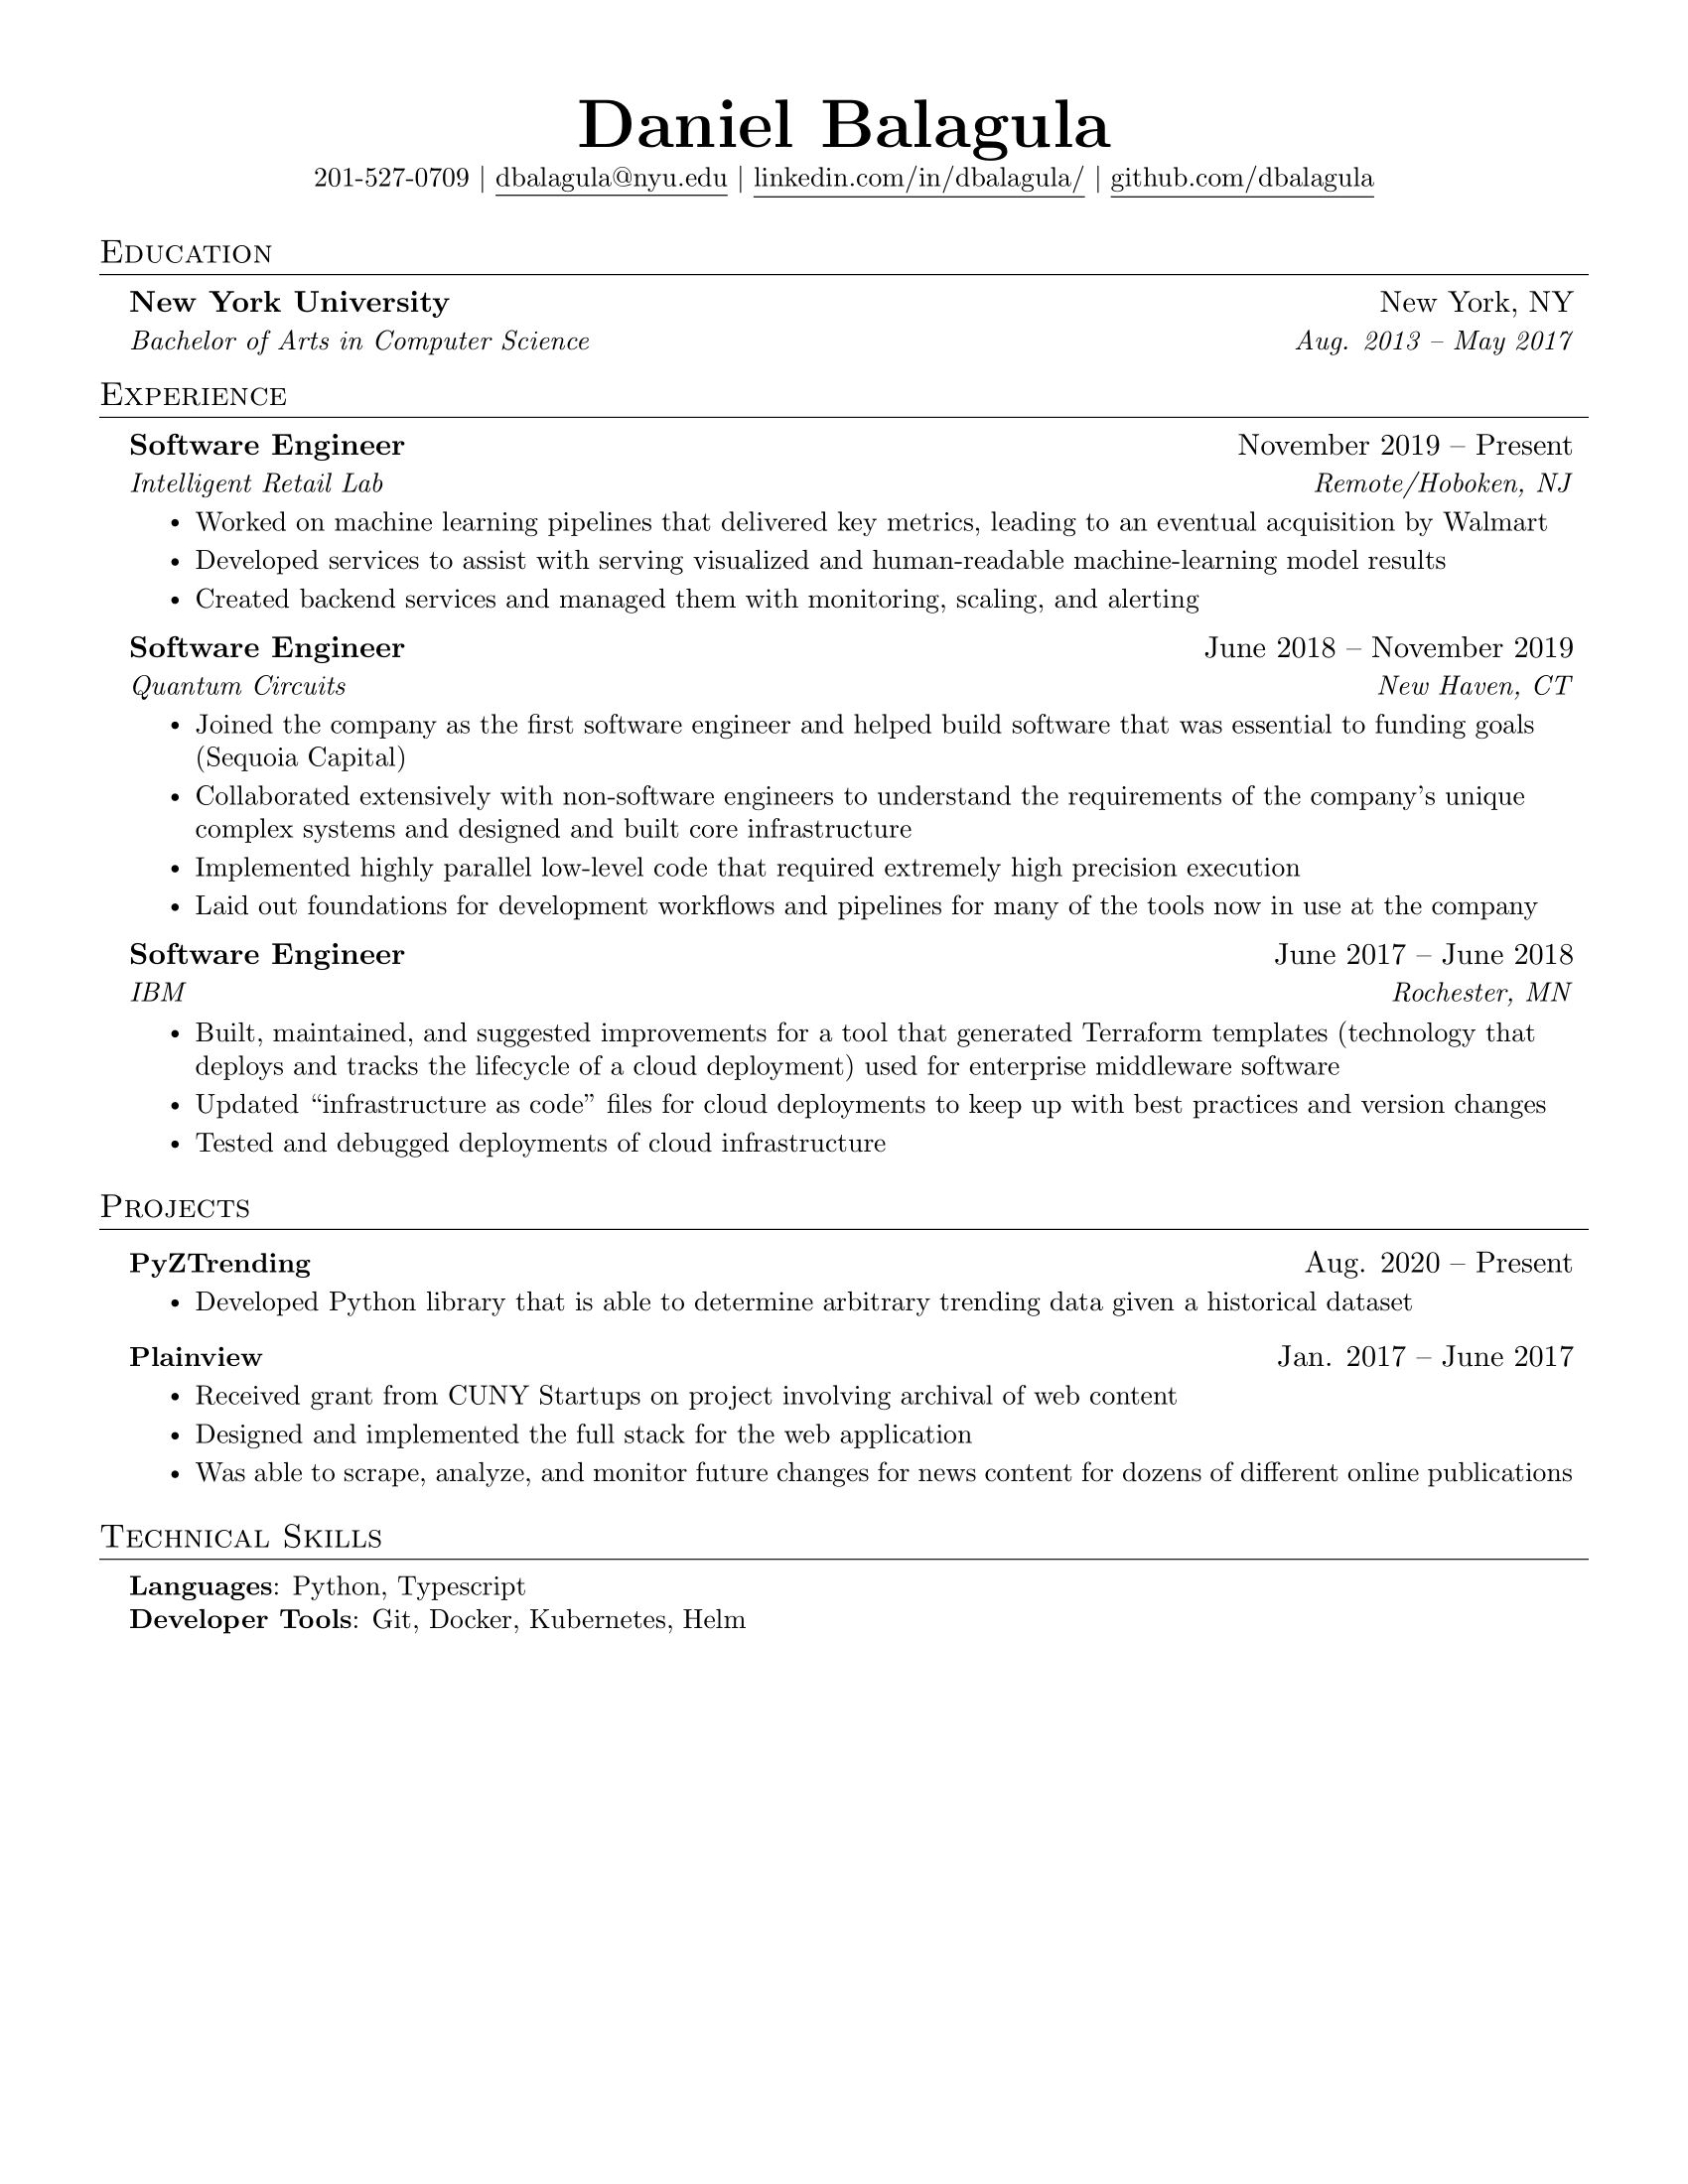 Daniel Balagula
201-527-0709 | dbalagula@nyu.edu | linkedin.com/in/dbalagula/ | github.com/dbalagula
Education
New York University New York, NY
Bachelor of Arts in Computer Science Aug. 2013 – May 2017
Experience
Software Engineer November 2019 – Present
Intelligent Retail Lab Remote/Hoboken, NJ
• Worked on machine learning pipelines that delivered key metrics, leading to an eventual acquisition by Walmart
• Developed services to assist with serving visualized and human-readable machine-learning model results
• Created backend services and managed them with monitoring, scaling, and alerting
Software Engineer June 2018 – November 2019
Quantum Circuits New Haven, CT
• Joined the company as the first software engineer and helped build software that was essential to funding goals
(Sequoia Capital)
• Collaborated extensively with non-software engineers to understand the requirements of the company’s unique
complex systems and designed and built core infrastructure
• Implemented highly parallel low-level code that required extremely high precision execution
• Laid out foundations for development workflows and pipelines for many of the tools now in use at the company
Software Engineer June 2017 – June 2018
IBM Rochester, MN
• Built, maintained, and suggested improvements for a tool that generated Terraform templates (technology that
deploys and tracks the lifecycle of a cloud deployment) used for enterprise middleware software
• Updated “infrastructure as code” files for cloud deployments to keep up with best practices and version changes
• Tested and debugged deployments of cloud infrastructure
Projects
PyZTrending Aug. 2020 – Present
• Developed Python library that is able to determine arbitrary trending data given a historical dataset
Plainview Jan. 2017 – June 2017
• Received grant from CUNY Startups on project involving archival of web content
• Designed and implemented the full stack for the web application
• Was able to scrape, analyze, and monitor future changes for news content for dozens of different online publications
Technical Skills
Languages: Python, Typescript
Developer Tools: Git, Docker, Kubernetes, Helm